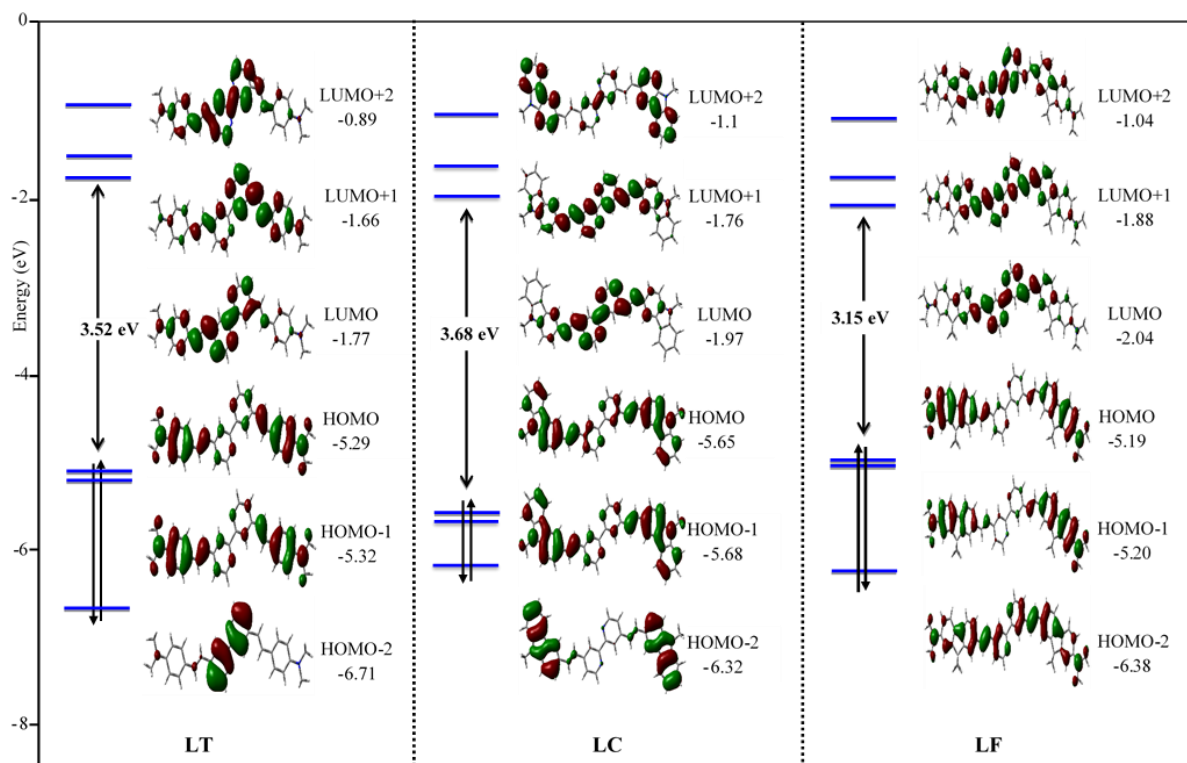 0
-2
-4
-6
-8
Energy (eV)
LUMO+2
-0.89
LUMO+1
-1.66
LUMO
-1.77
3.52 eV
HOMO
-5.29
HOMO-1
-5.32
HOMO-2
-6.71
LT
LUMO+2
-1.1
LUMO+1
-1.76
LUMO
-1.97
3.68 eV
HOMO
-5.65
HOMO-1
-5.68
HOMO-2
-6.32
LC
LUMO+2
-1.04
LUMO+1
-1.88
LUMO
-2.04
3.15 eV
HOMO
-5.19
HOMO-1
-5.20
HOMO-2
-6.38
LF